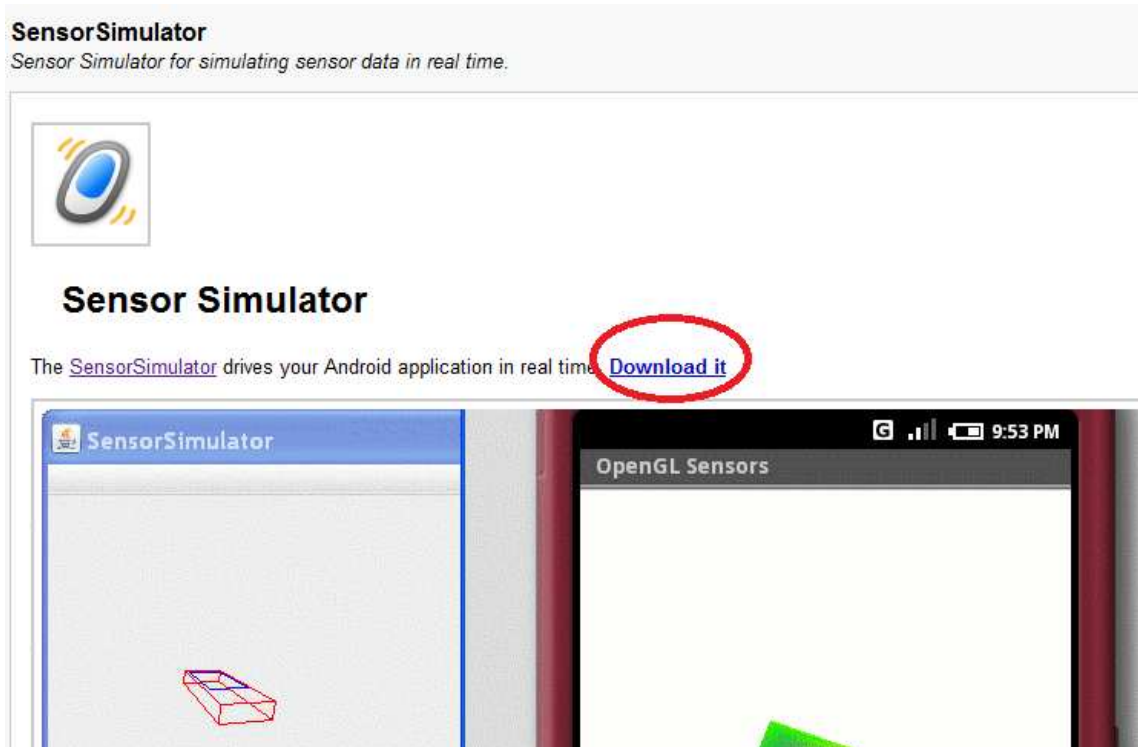 SensorSimulator
Sensor Simulator for simulating sensor data in real time.
Sensor Simulator
The SensorSimulator drives your Android application in real time. Download it
SensorSimulator
G 9:53 PM
OpenGL Sensors